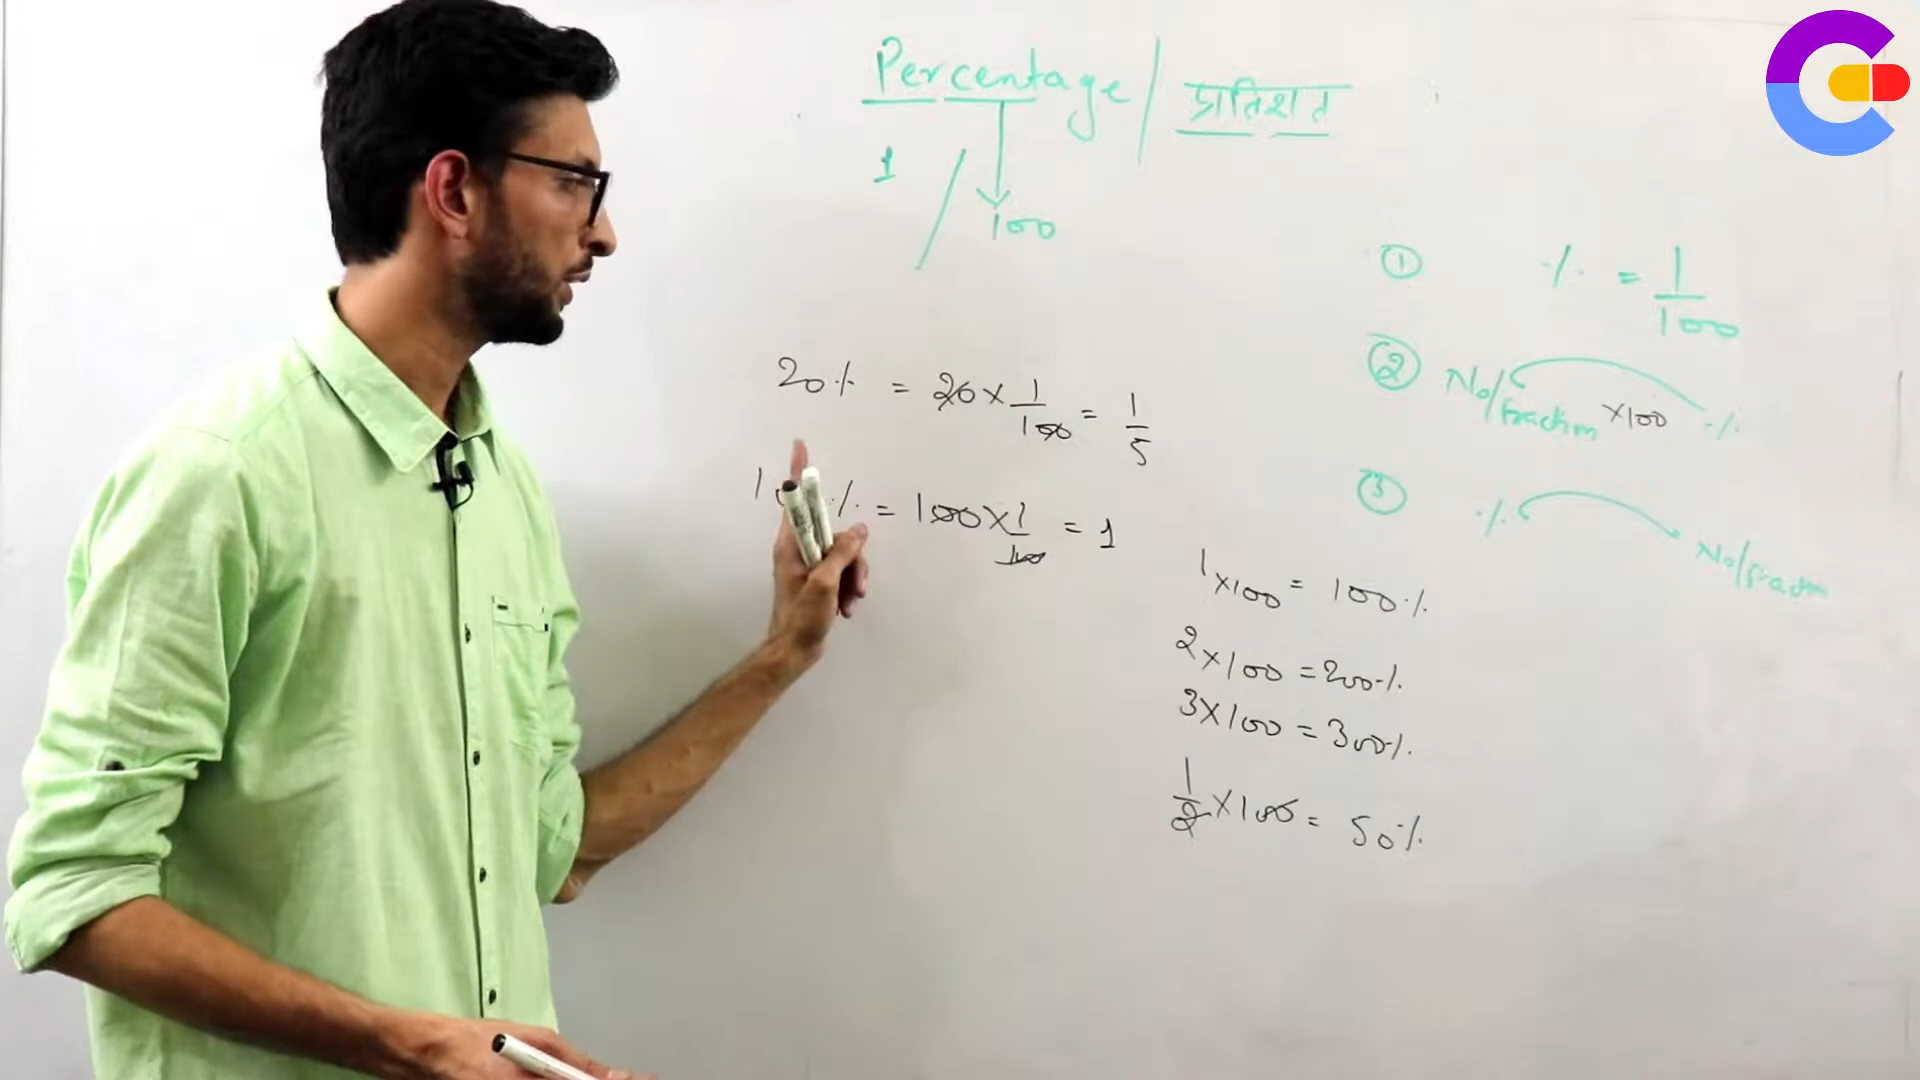 Percentage / प्रतिशत
1 / 100
① % = 1/100
② No/fraction ×100 %
③ % No/fraction
20% = 20 × 1/100 = 1/5
100% = 100 × 1/100 = 1
1×100 = 100%
2×100 = 200%
3×100 = 300%
1/2 × 100 = 50%